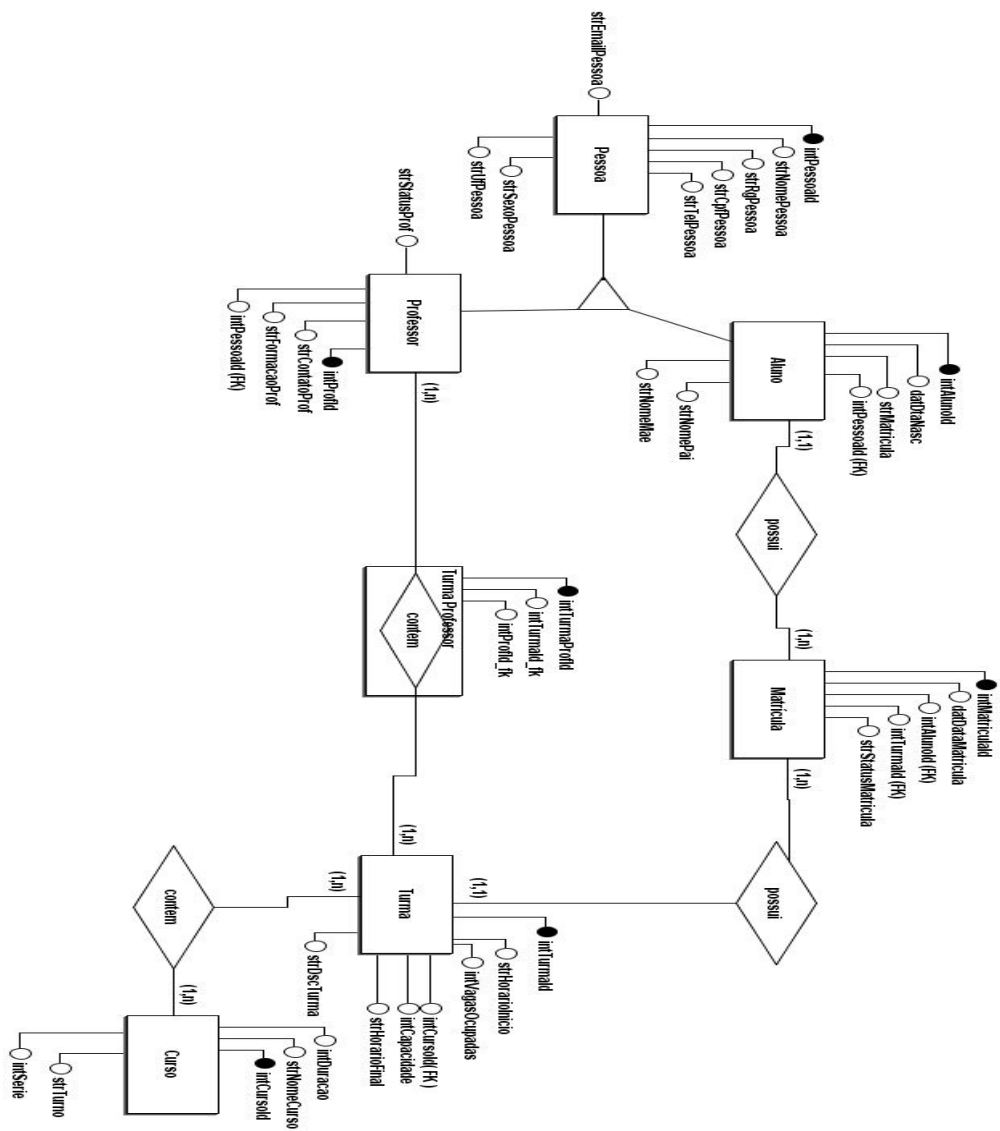 strEmailPessoa
Pessoa
intPessoaId
strNomePessoa
strRgPessoa
strCpfPessoa
strTelPessoa
strSexoPessoa
strUfPessoa
strStatusProf
Professor
intPessoaId (FK)
strFormacaoProf
strContatoProf
intProfId
(1,n)
Aluno
intAlunoId
datDtaNasc
strMatricula
intPessoaId (FK)
strNomePai
strNomeMae
(1,1)
possui
(1,n)
Matrícula
intMatriculaId
datDataMatricula
intAlunoId (FK)
intTurmaId (FK)
strStatusMatricula
(1,n)
possui
(1,1)
Turma Professor
contem
intTurmaProfId
intTurmaId_fk
intProfId_fk
(1,n)
Turma
intTurmaId
strHorarioInicio
intVagasOcupadas
intCursoId( FK )
intCapacidade
strHorarioFinal
strDscTurma
(1,n)
contem
(1,n)
Curso
intDuracao
strNomeCurso
intCursoId
strTurno
intSerie